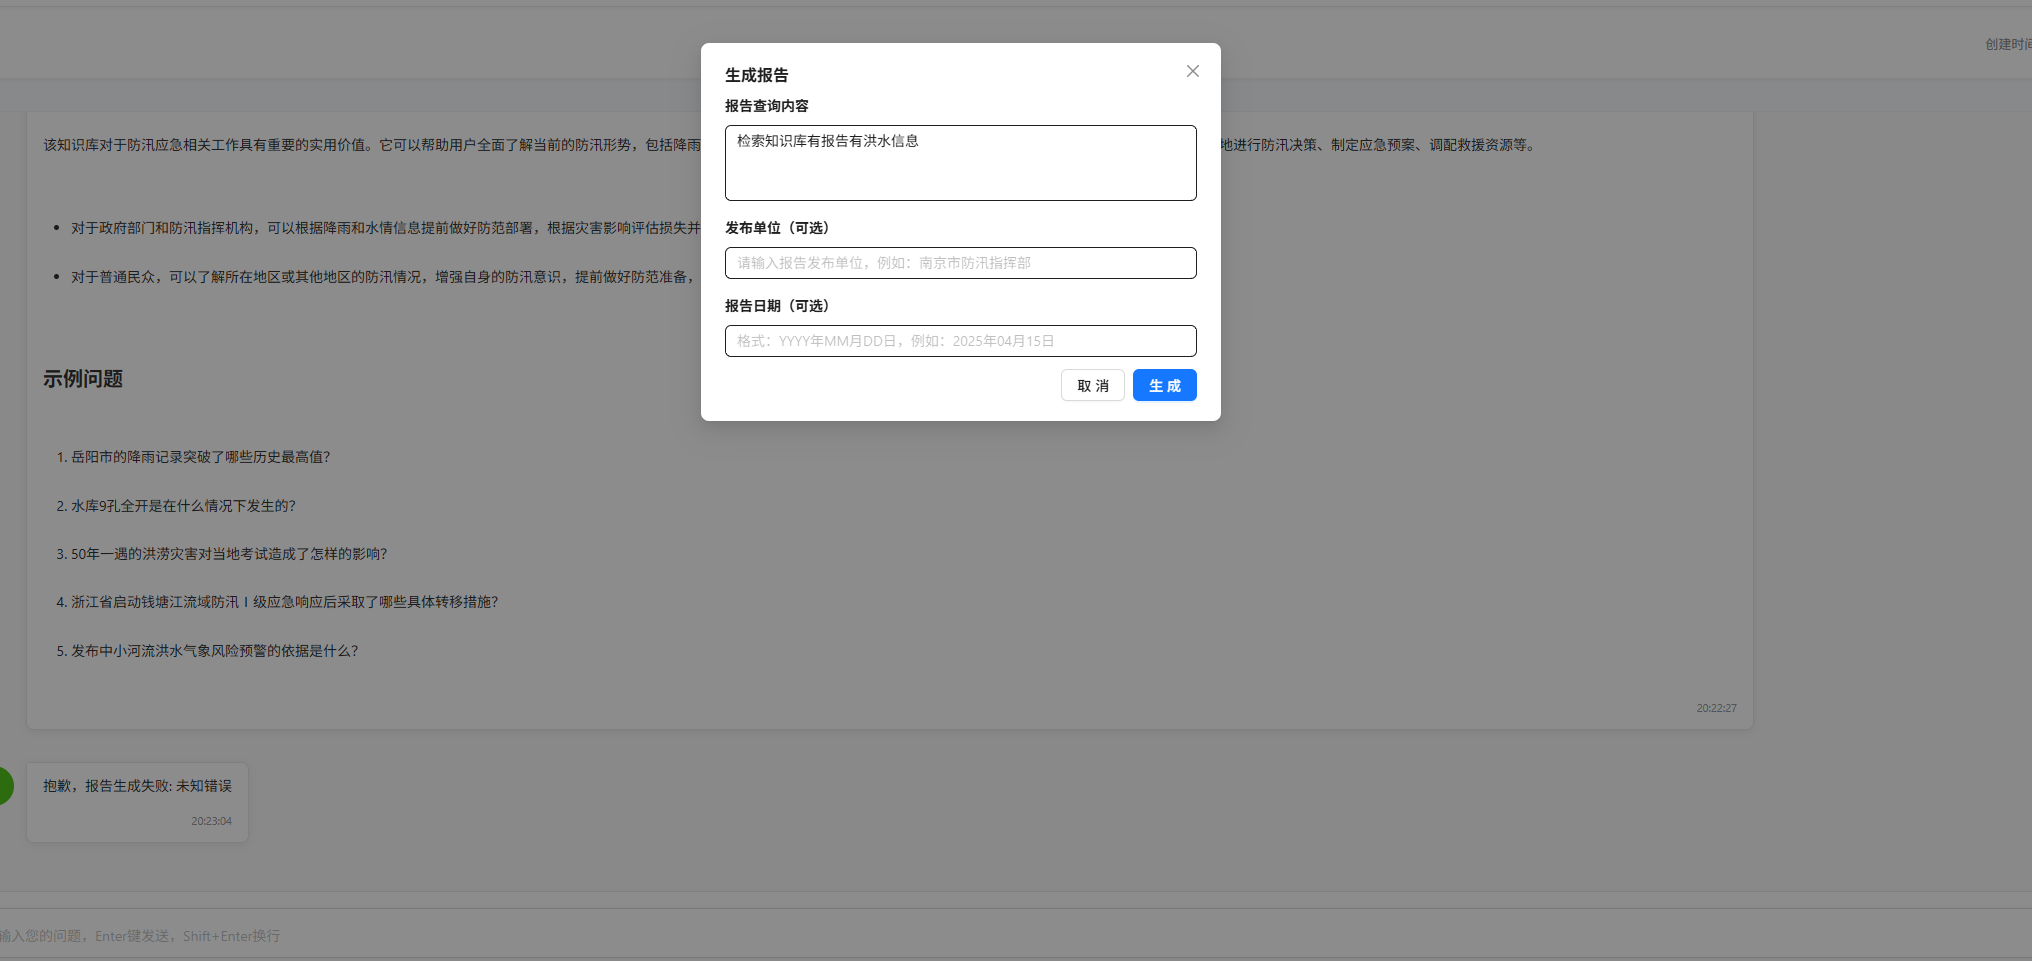 创建时间
生成报告
报告查询内容
检索知识库有报告有洪水信息
发布单位（可选）
请输入报告发布单位，例如：南京市防汛指挥部
报告日期（可选）
格式：YYYY年MM月DD日，例如：2025年04月15日
取 消
生 成
该知识库对于防汛应急相关工作具有重要的实用价值。它可以帮助用户全面了解当前的防汛形势，包括降雨
地进行防汛决策、制定应急预案、调配救援资源等。
• 对于政府部门和防汛指挥机构，可以根据降雨和水情信息提前做好防范部署，根据灾害影响评估损失并
• 对于普通民众，可以了解所在地区或其他地区的防汛情况，增强自身的防汛意识，提前做好防范准备，
示例问题
1. 岳阳市的降雨记录突破了哪些历史最高值？
2. 水库9孔全开是在什么情况下发生的？
3. 50年一遇的洪涝灾害对当地考试造成了怎样的影响？
4. 浙江省启动钱塘江流域防汛Ⅰ级应急响应后采取了哪些具体转移措施？
5. 发布中小河流洪水气象风险预警的依据是什么？
20:22:27
抱歉，报告生成失败: 未知错误
20:23:04
输入您的问题，Enter键发送，Shift+Enter换行